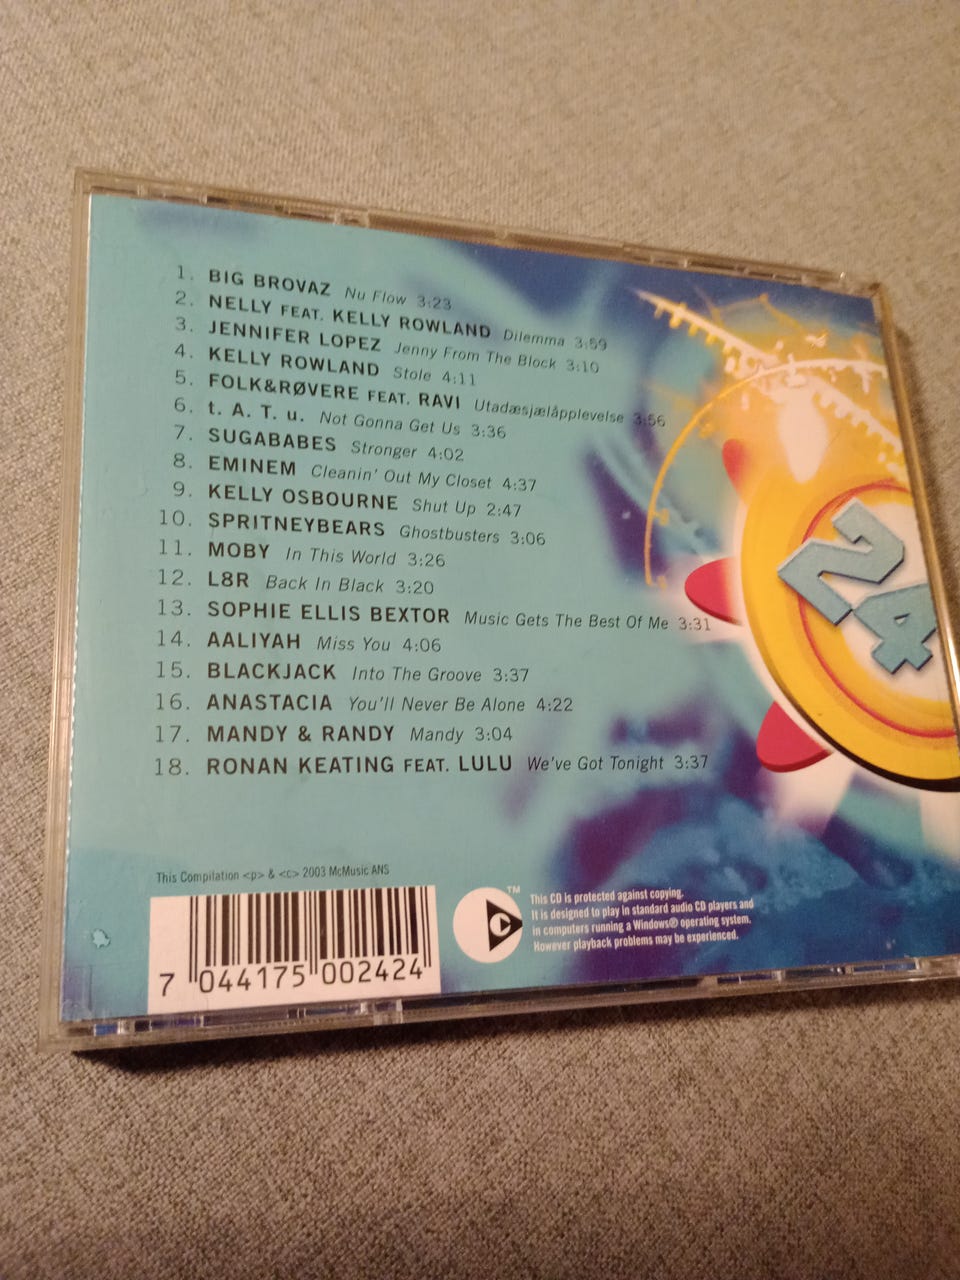 1. BIG BROVAZ Nu Flow 3:23
2. NELLY FEAT. KELLY ROWLAND Dilemma 3:59
3. JENNIFER LOPEZ Jenny From The Block 3:10
4. KELLY ROWLAND Stole 4:11
5. FOLK&RØVERE FEAT. RAVI Utadæsjælåpplevelse 3:56
6. t. A. T. u. Not Gonna Get Us 3:36
7. SUGABABES Stronger 4:02
8. EMINEM Cleanin' Out My Closet 4:37
9. KELLY OSBOURNE Shut Up 2:47
10. SPRITNEYBEARS Ghostbusters 3:06
11. MOBY In This World 3:26
12. L8R Back In Black 3:20
13. SOPHIE ELLIS BEXTOR Music Gets The Best Of Me 3:31
14. AALIYAH Miss You 4:06
15. BLACKJACK Into The Groove 3:37
16. ANASTACIA You'll Never Be Alone 4:22
17. MANDY & RANDY Mandy 3:04
18. RONAN KEATING FEAT. LULU We've Got Tonight 3:37
24
This Compilation <p> & <c> 2003 McMusic ANS
7 044175 002424
C
TM
This CD is protected against copying.
It is designed to play in standard audio CD players and
in computers running a Windows® operating system.
However playback problems may be experienced.